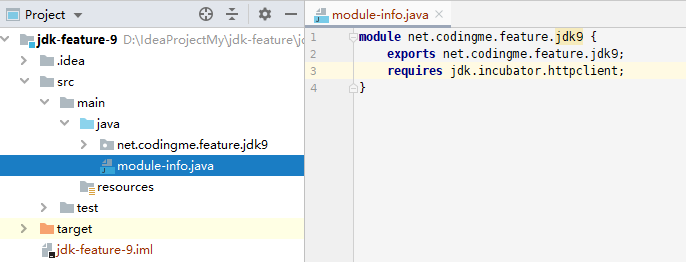 Project
jdk-feature-9 D:\IdeaProjectMy\jdk-feature\jd
.idea
src
main
java
net.codingme.feature.jdk9
module-info.java
resources
test
target
jdk-feature-9.iml
module-info.java
1 module net.codingme.feature.jdk9 {
2 exports net.codingme.feature.jdk9;
3 requires jdk.incubator.httpclient;
4 }